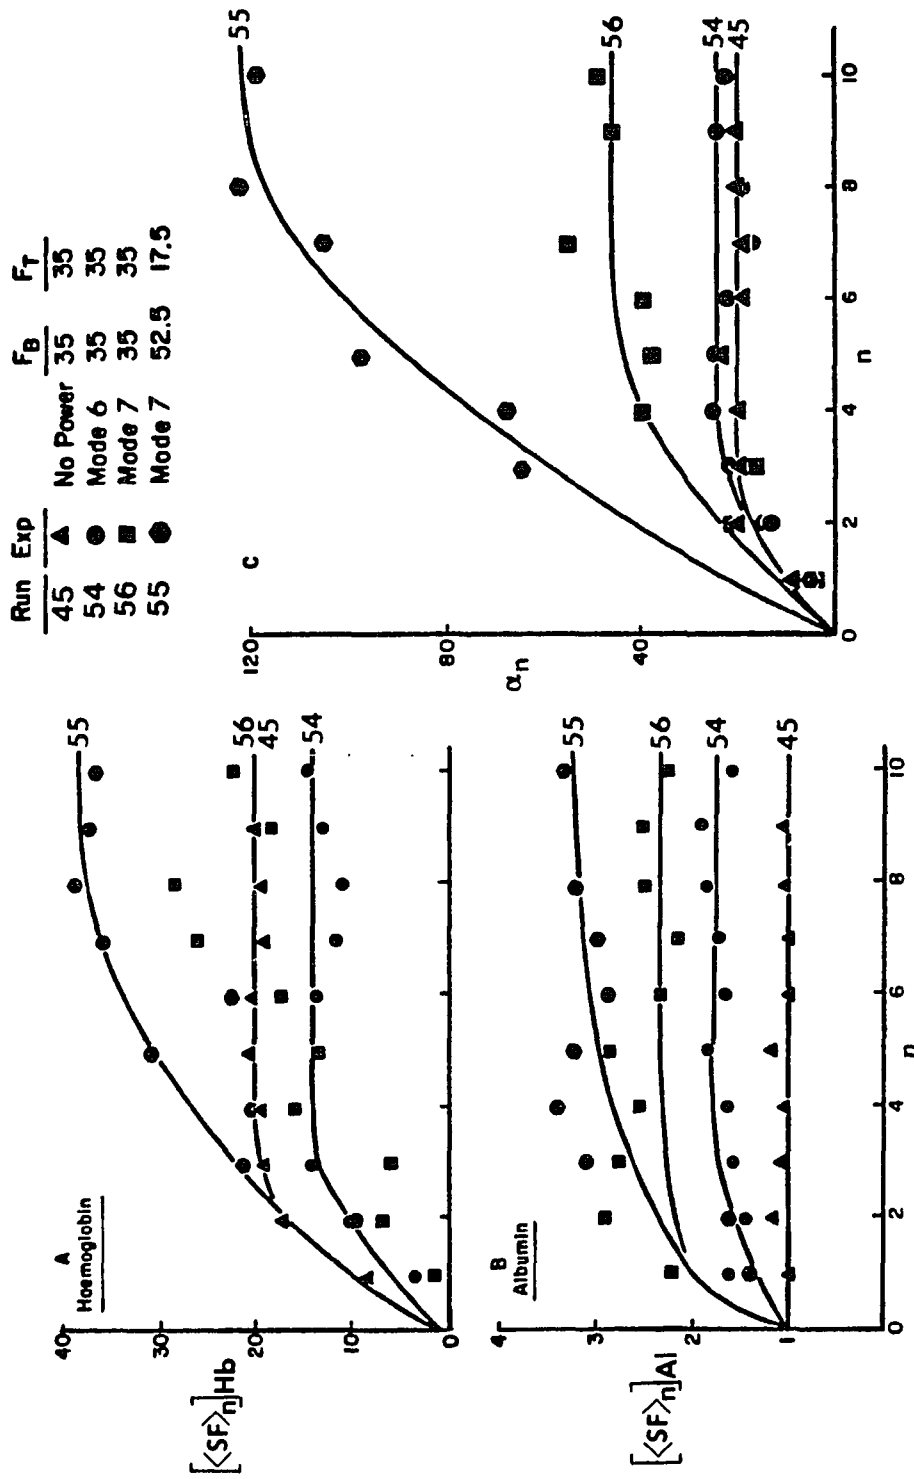 Run Exp F_B F_T
45 ▲ No Power 35 35
54 ● Mode 6 35 35
56 ■ Mode 7 35 35
55 ⬣ Mode 7 52.5 17.5
A
Haemoglobin
[⟨SF⟩n]Hb
40
30
20
10
0
55
56
45
54
B
Albumin
[⟨SF⟩n]Al
4
3
2
1
55
56
54
45
0 2 4 6 8 10
n
C
αn
120
80
40
55
56
54
45
0 2 4 6 8 10
n